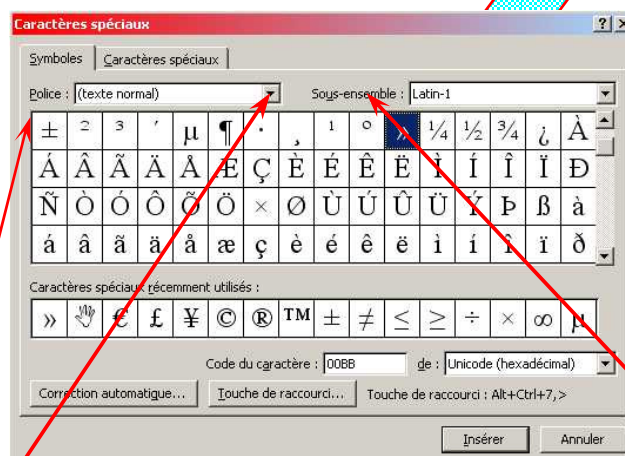 Caractères spéciaux
Symboles Caractères spéciaux
Police : (texte normal) Sous-ensemble : Latin-1
± ² ³ ´ µ ¶ · ¸ ¹ º » ¼ ½ ¾ ¿ À
Á Â Ã Ä Å Æ Ç È É Ê Ë Ì Í Î Ï Ð
Ñ Ò Ó Ô Õ Ö × Ø Ù Ú Û Ü Ý Þ ß à
á â ã ä å æ ç è é ê ë ì í î ï ð
Caractères spéciaux récemment utilisés :
» € £ ¥ © ® ™ ± ≠ ≤ ≥ ÷ × ∞ µ
Code du caractère : 00BB de : Unicode (hexadécimal)
Correction automatique... Touche de raccourci... Touche de raccourci : Alt+Ctrl+7,>
Insérer Annuler